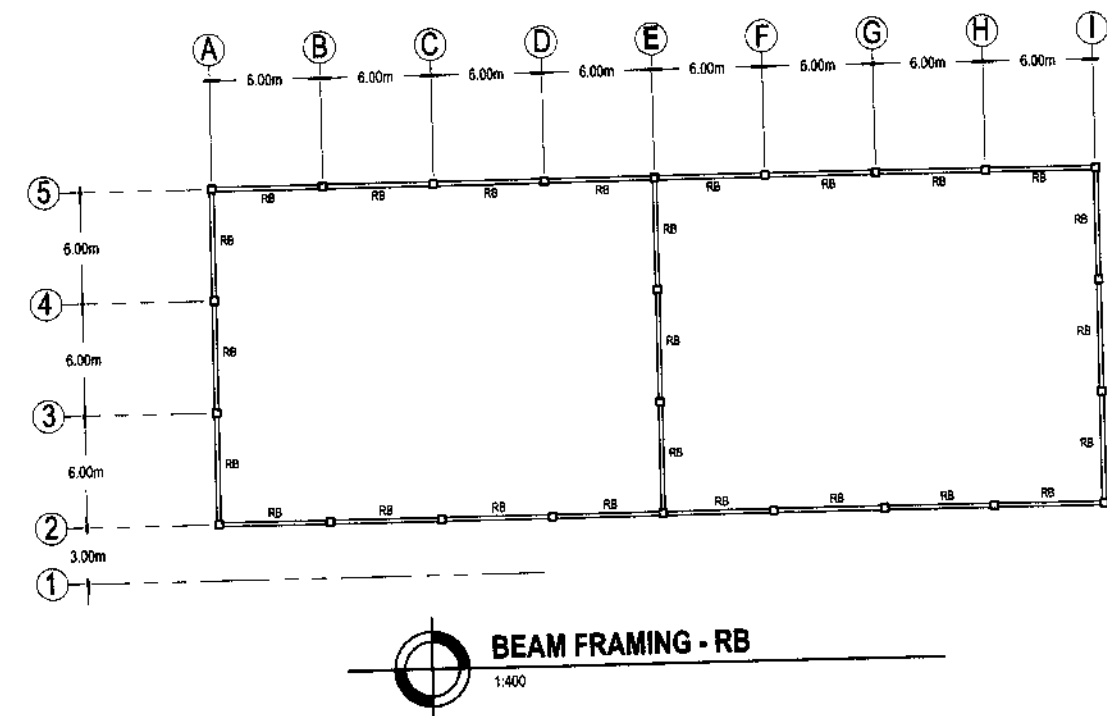 A B C D E F G H I
6.00m 6.00m 6.00m 6.00m 6.00m 6.00m 6.00m 6.00m
5
RB RB RB RB RB RB RB RB
RB RB RB
6.00m
4
RB RB RB
6.00m
3
RB RB RB
6.00m
RB RB RB RB RB RB RB RB
2
3.00m
1
BEAM FRAMING - RB
1:400